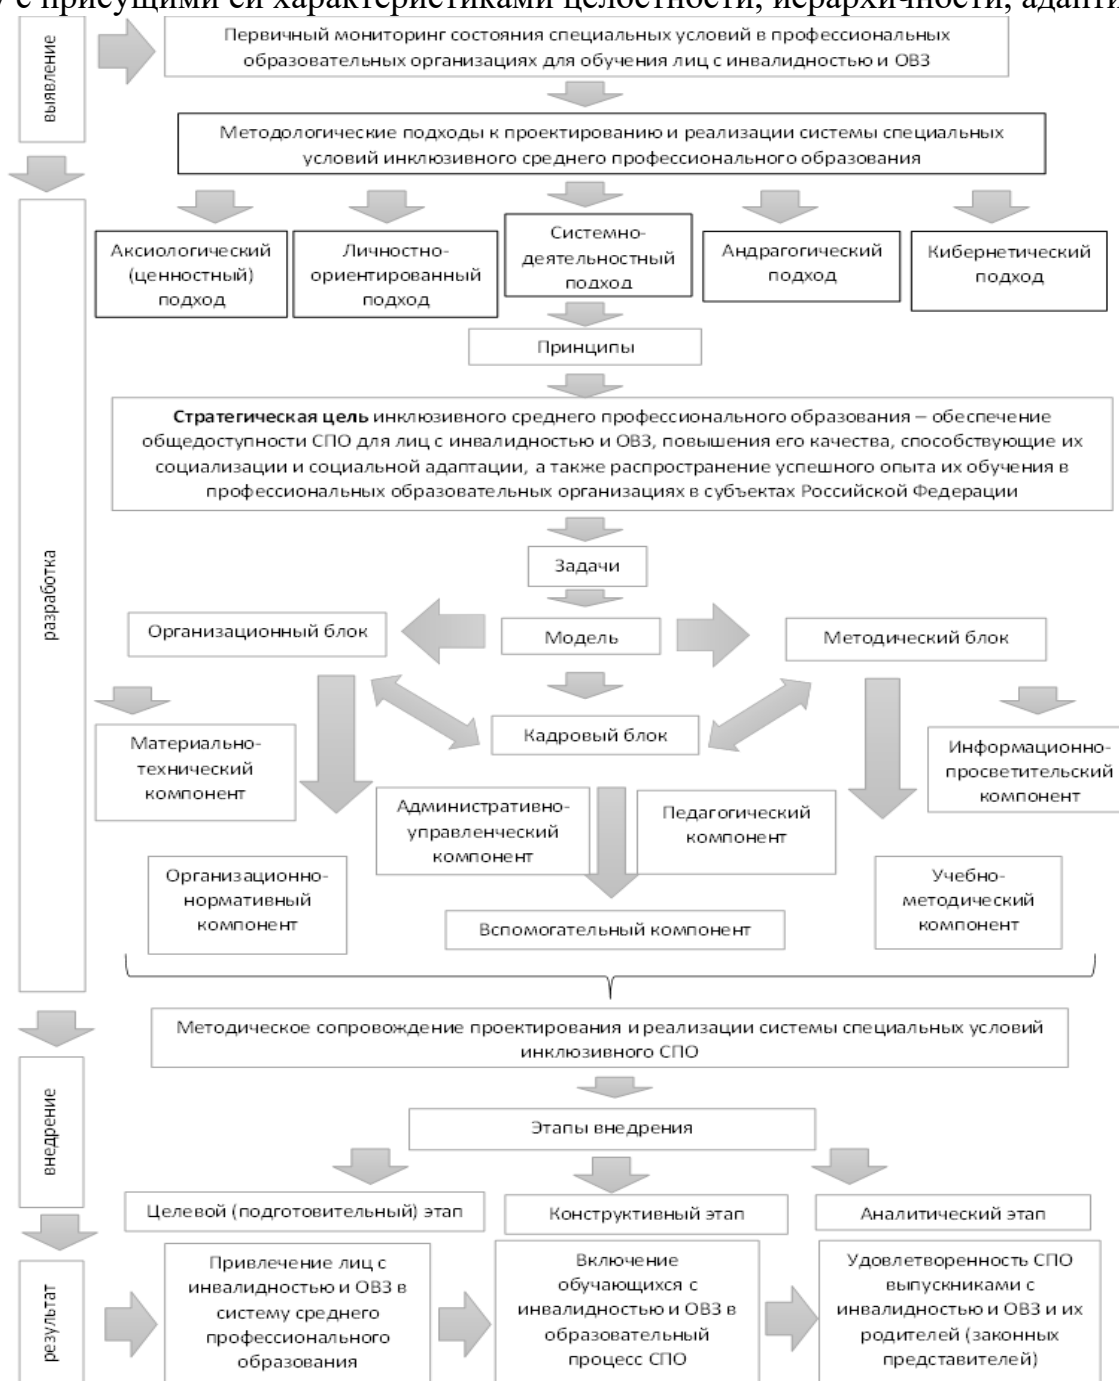 с присущими ей характеристиками целостности, иерархичности,
выявление
Первичный мониторинг состояния специальных условий в профессиональных
образовательных организациях для обучения лиц с инвалидностью и ОВЗ
Методологические подходы к проектированию и реализации системы специальных
условий инклюзивного среднего профессионального образования
разработка
Аксиологический
(ценностный)
подход
Личностно-
ориентированный
подход
Системно-
деятельностный
подход
Андрагогический
подход
Кибернетический
подход
Принципы
Стратегическая цель инклюзивного среднего профессионального образования – обеспечение
общедоступности СПО для лиц с инвалидностью и ОВЗ, повышения его качества, способствующие их
социализации и социальной адаптации, а также распространение успешного опыта их обучения в
профессиональных образовательных организациях в субъектах Российской Федерации
Задачи
Организационный блок
Модель
Методический блок
Кадровый блок
Материально-
технический
компонент
Информационно-
просветительский
компонент
Административно-
управленческий
компонент
Педагогический
компонент
Организационно-
нормативный
компонент
Учебно-
методический
компонент
Вспомогательный компонент
Методическое сопровождение проектирования и реализации системы специальных условий
инклюзивного СПО
внедрение
Этапы внедрения
Целевой (подготовительный) этап
Конструктивный этап
Аналитический этап
результат
Привлечение лиц с
инвалидностью и ОВЗ в
систему среднего
профессионального
образования
Включение
обучающихся с
инвалидностью и ОВЗ в
образовательный
процесс СПО
Удовлетворенность СПО
выпускниками с
инвалидностью и ОВЗ и их
родителей (законных
представителей)